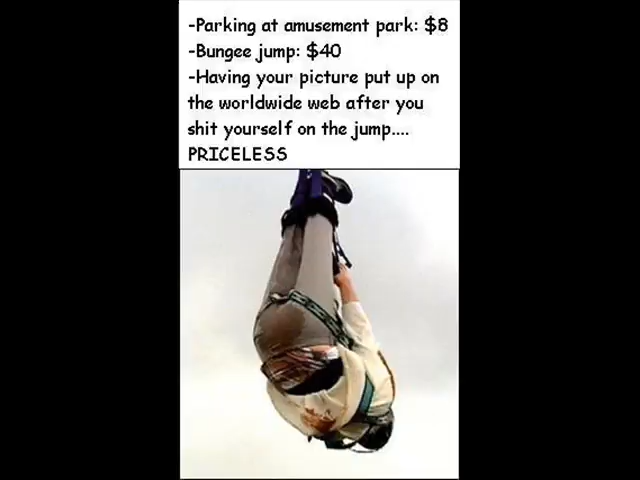 -Parking at amusement park: $8
-Bungee jump: $40
-Having your picture put up on
the worldwide web after you
shit yourself on the jump....
PRICELESS